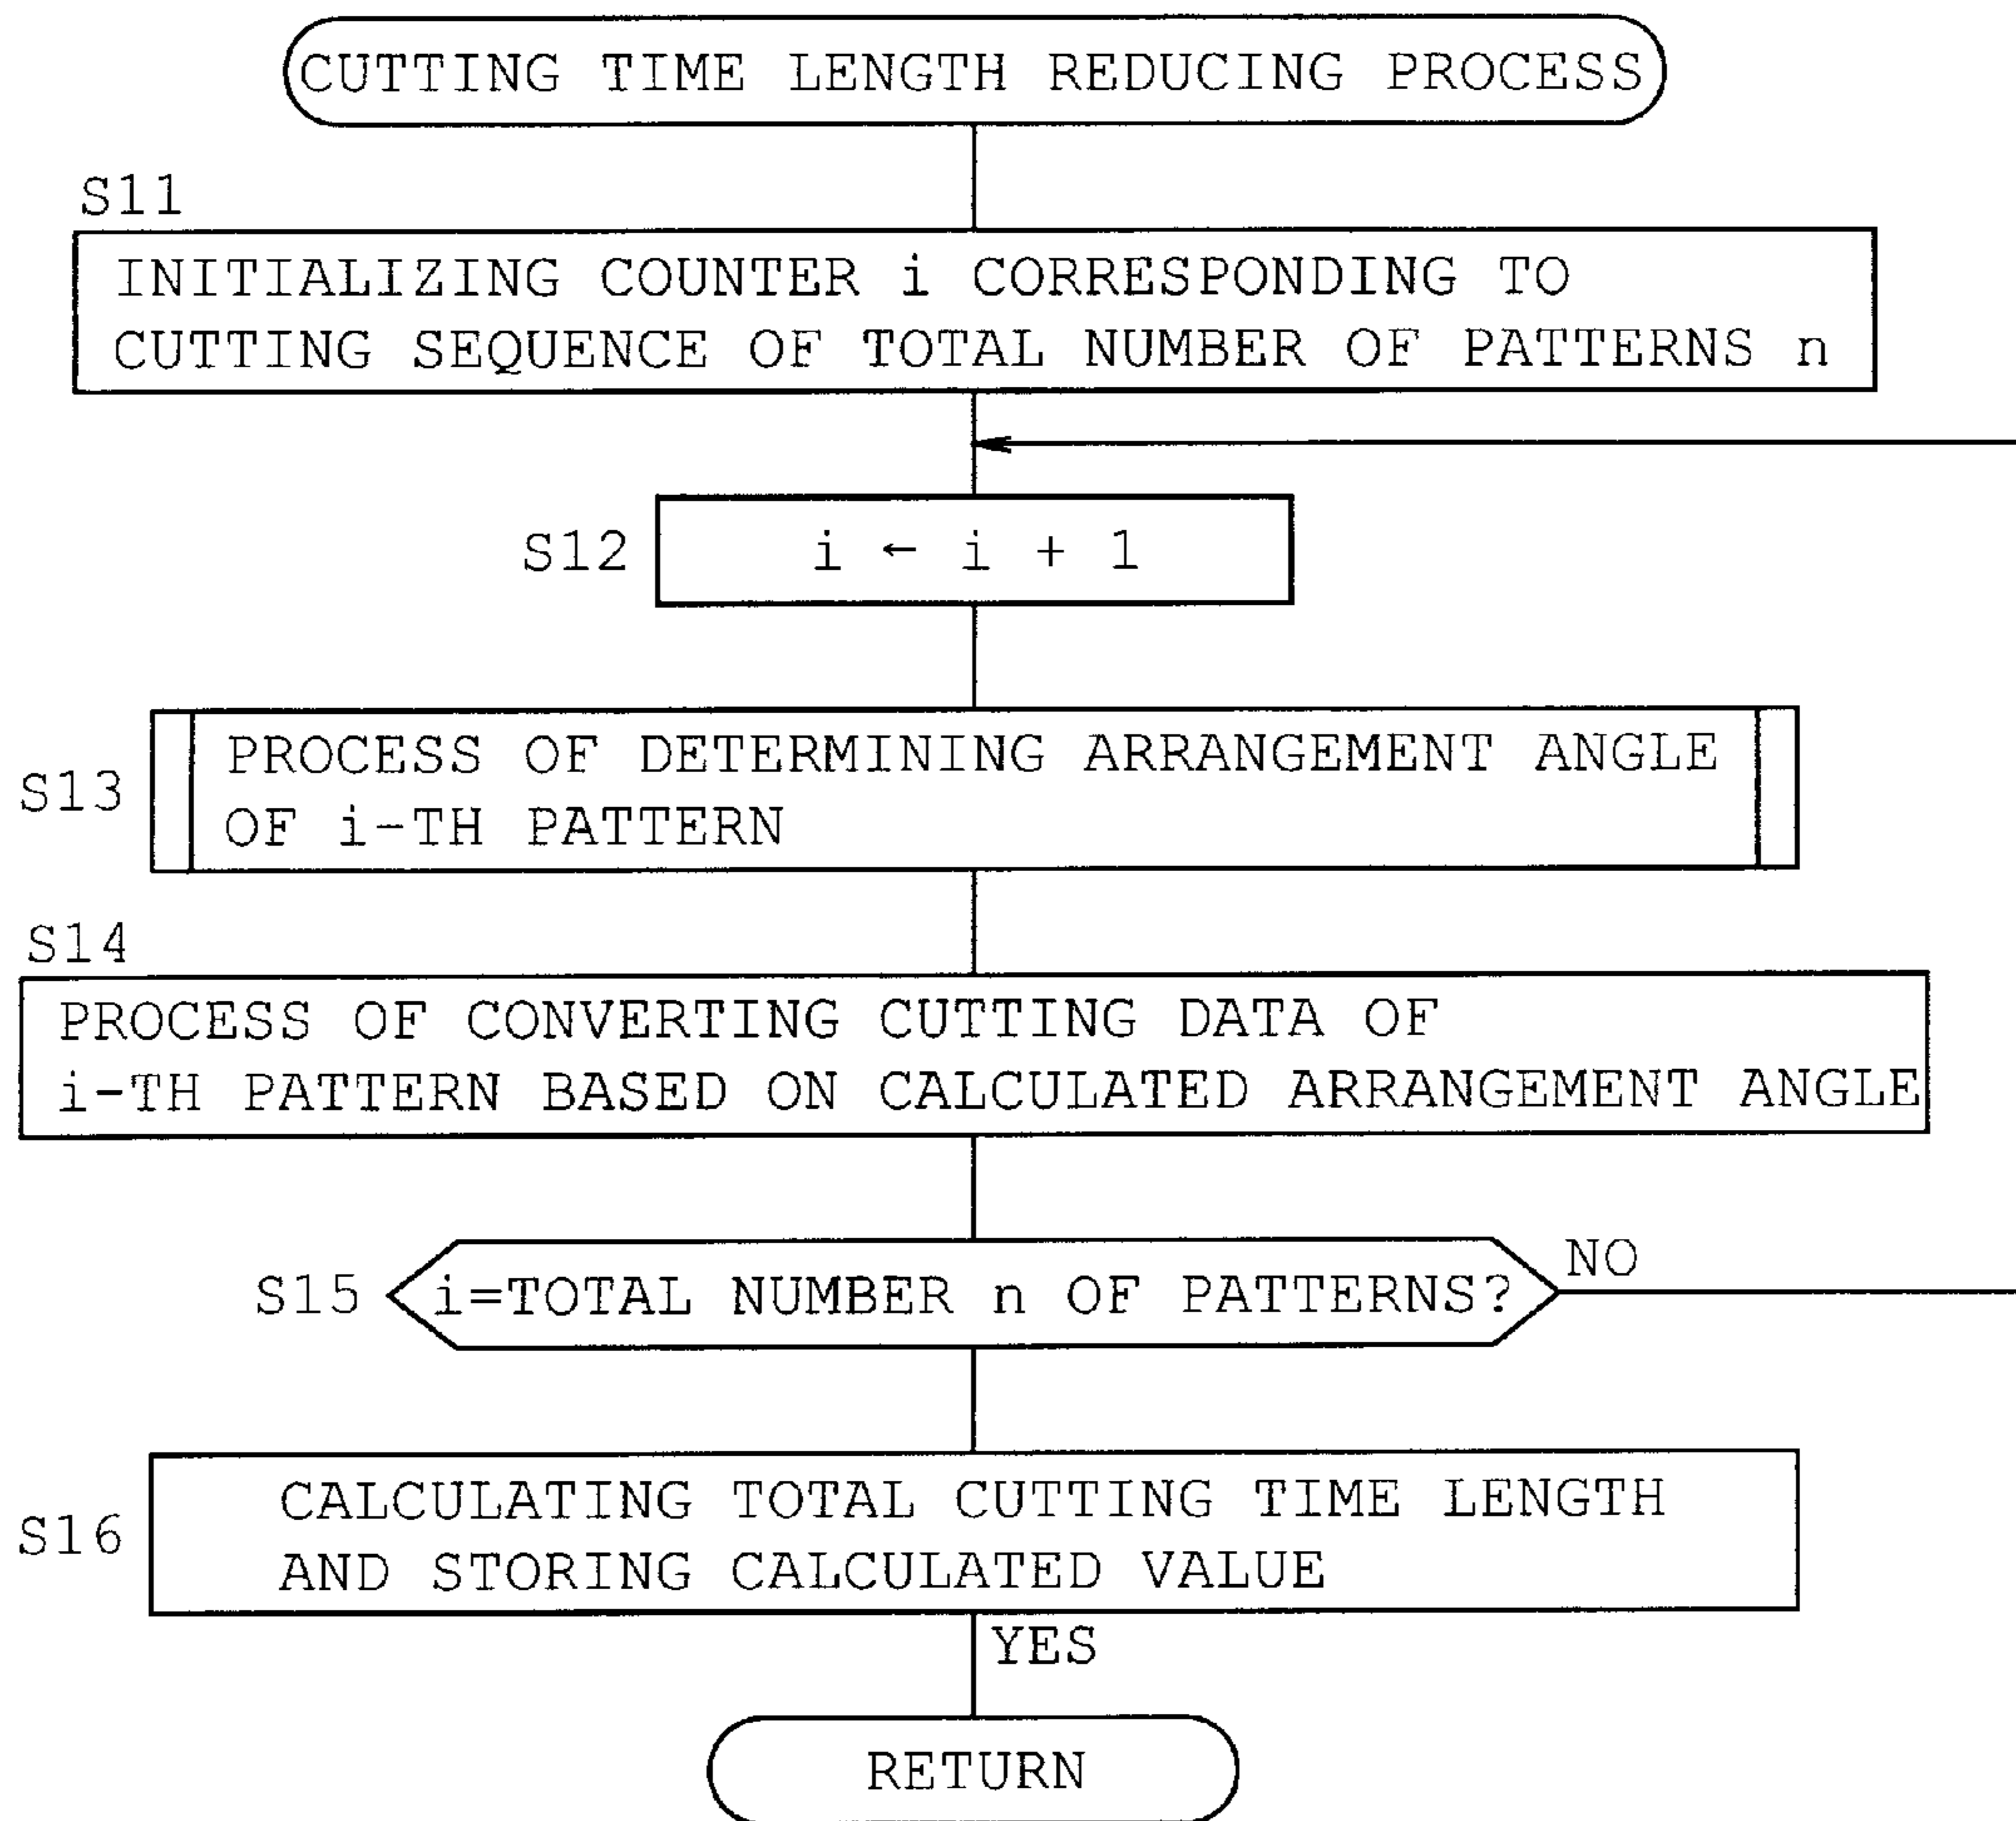 CUTTING TIME LENGTH REDUCING PROCESS
S11
INITIALIZING COUNTER i CORRESPONDING TO
CUTTING SEQUENCE OF TOTAL NUMBER OF PATTERNS n
S12
i ← i + 1
S13
PROCESS OF DETERMINING ARRANGEMENT ANGLE
OF i-TH PATTERN
S14
PROCESS OF CONVERTING CUTTING DATA OF
i-TH PATTERN BASED ON CALCULATED ARRANGEMENT ANGLE
S15
i=TOTAL NUMBER n OF PATTERNS?
NO
S16
CALCULATING TOTAL CUTTING TIME LENGTH
AND STORING CALCULATED VALUE
YES
RETURN